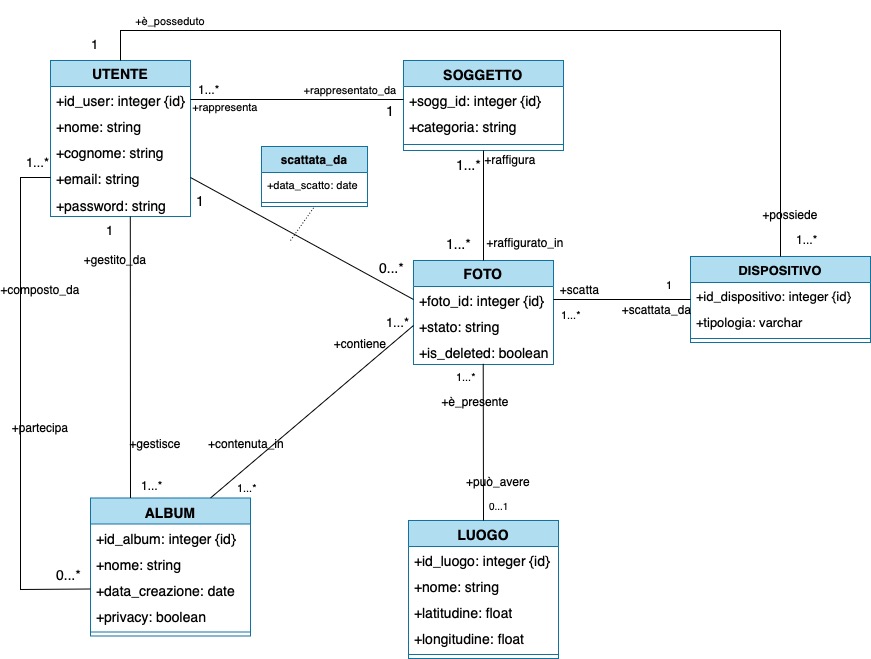 +è_posseduto
1
UTENTE
+id_user: integer {id}
+nome: string
+cognome: string
+email: string
+password: string
1...*
+rappresenta
+rappresentato_da
1
SOGGETTO
+sogg_id: integer {id}
+categoria: string
scattata_da
+data_scatto: date
1...*
+raffigura
1...*
1
1
+gestito_da
+possiede
1...*
1...*
+raffigurato_in
0...*
FOTO
+foto_id: integer {id}
+stato: string
+is_deleted: boolean
DISPOSITIVO
+id_dispositivo: integer {id}
+tipologia: varchar
+scatta
1
1...*
+scattata_da
+composto_da
1...*
+contiene
1...*
+è_presente
+partecipa
+gestisce
+contenuta_in
1...*
1...*
+può_avere
0...1
ALBUM
+id_album: integer {id}
+nome: string
+data_creazione: date
+privacy: boolean
0...*
LUOGO
+id_luogo: integer {id}
+nome: string
+latitudine: float
+longitudine: float